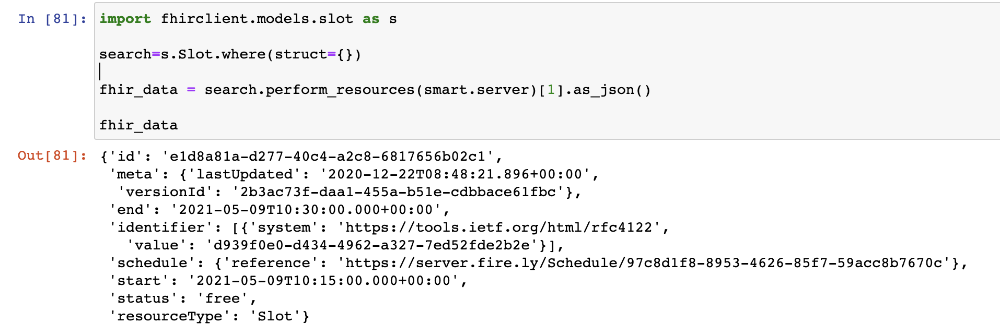 In [81]: import fhirclient.models.slot as s
search=s.Slot.where(struct={})
fhir_data = search.perform_resources(smart.server)[1].as_json()
fhir_data
Out[81]: {'id': 'e1d8a81a-d277-40c4-a2c8-6817656b02c1',
'meta': {'lastUpdated': '2020-12-22T08:48:21.896+00:00',
'versionId': '2b3ac73f-daa1-455a-b51e-cdbbace61fbc'},
'end': '2021-05-09T10:30:00.000+00:00',
'identifier': [{'system': 'https://tools.ietf.org/html/rfc4122',
'value': 'd939f0e0-d434-4962-a327-7ed52fde2b2e'}],
'schedule': {'reference': 'https://server.fire.ly/Schedule/97c8d1f8-8953-4626-85f7-59acc8b7670c'},
'start': '2021-05-09T10:15:00.000+00:00',
'status': 'free',
'resourceType': 'Slot'}